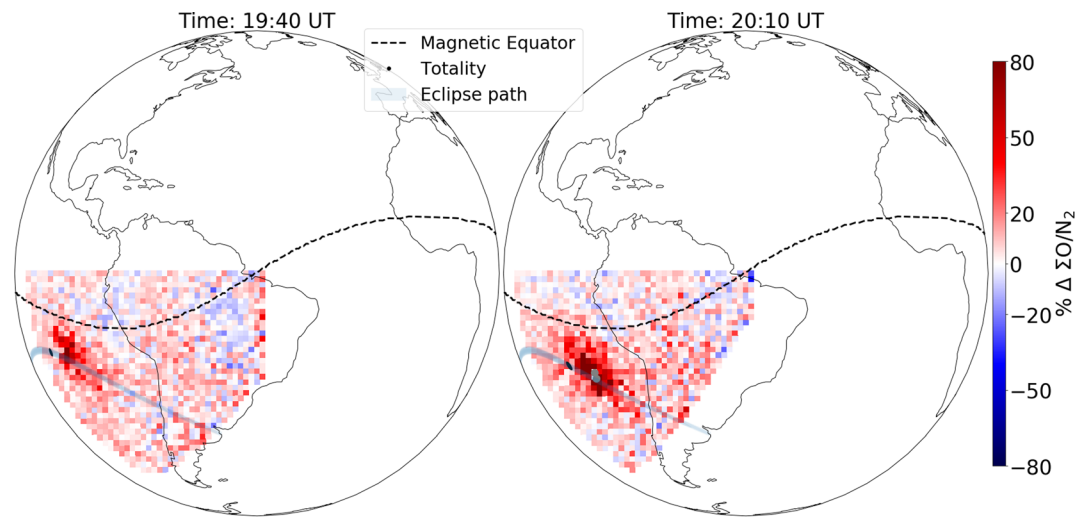 Time: 19:40 UT
Time: 20:10 UT
Magnetic Equator
Totality
Eclipse path
80
50
20
0
−20
−50
−80
% Δ ΣO/N₂